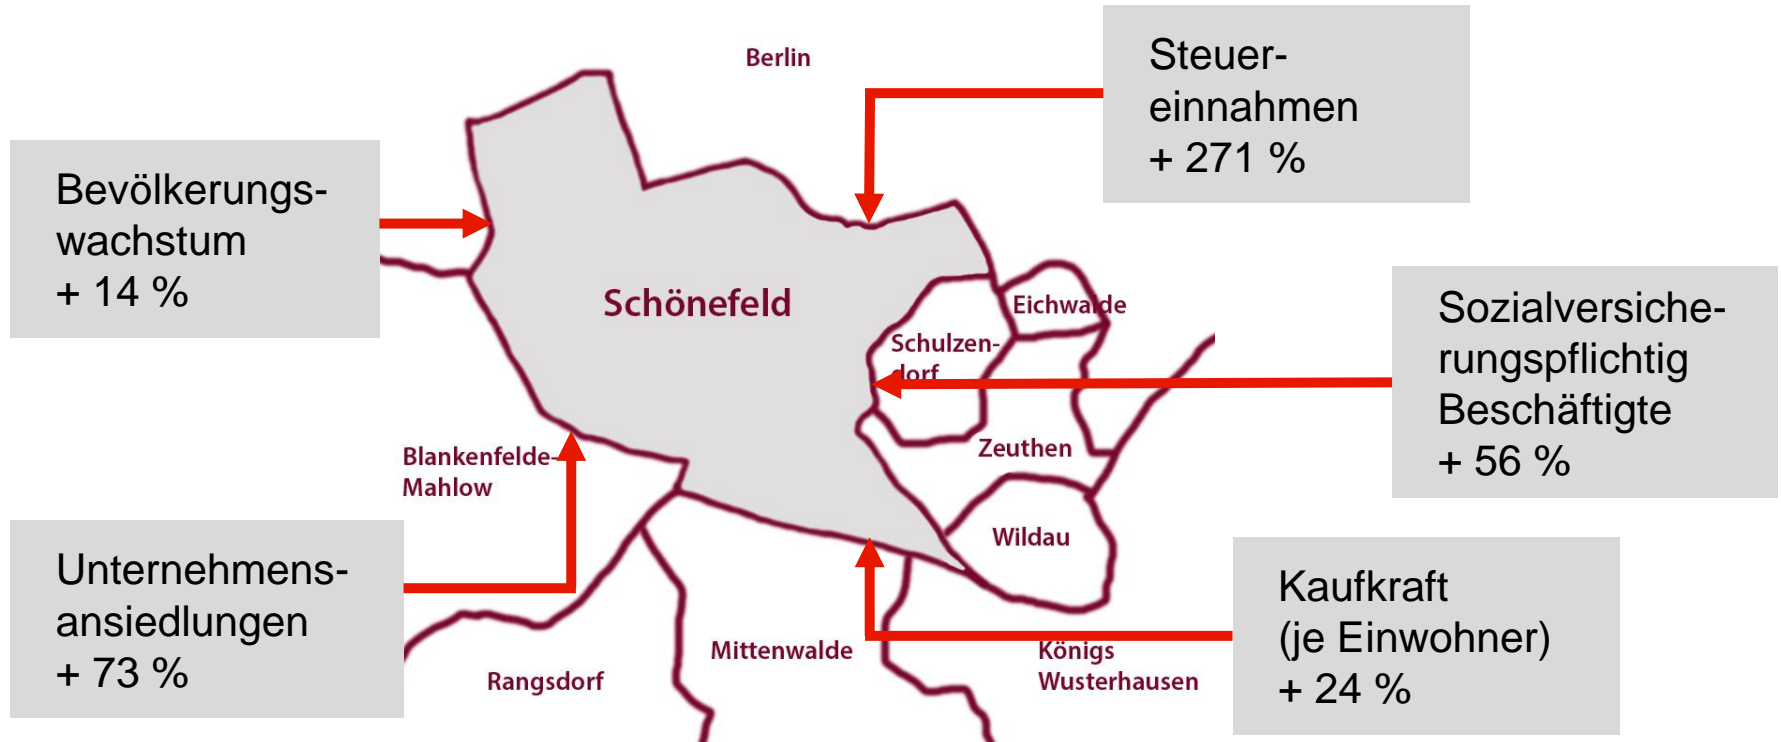 Berlin
Steuer-
einnahmen
+ 271 %
Bevölkerungs-
wachstum
+ 14 %
Schönefeld
Eichwalde
Schulzen-
dorf
Sozialversiche-
rungspflichtig
Beschäftigte
+ 56 %
Zeuthen
Blankenfelde-
Mahlow
Wildau
Unternehmens-
ansiedlungen
+ 73 %
Kaufkraft
(je Einwohner)
+ 24 %
Mittenwalde
Königs
Wusterhausen
Rangsdorf